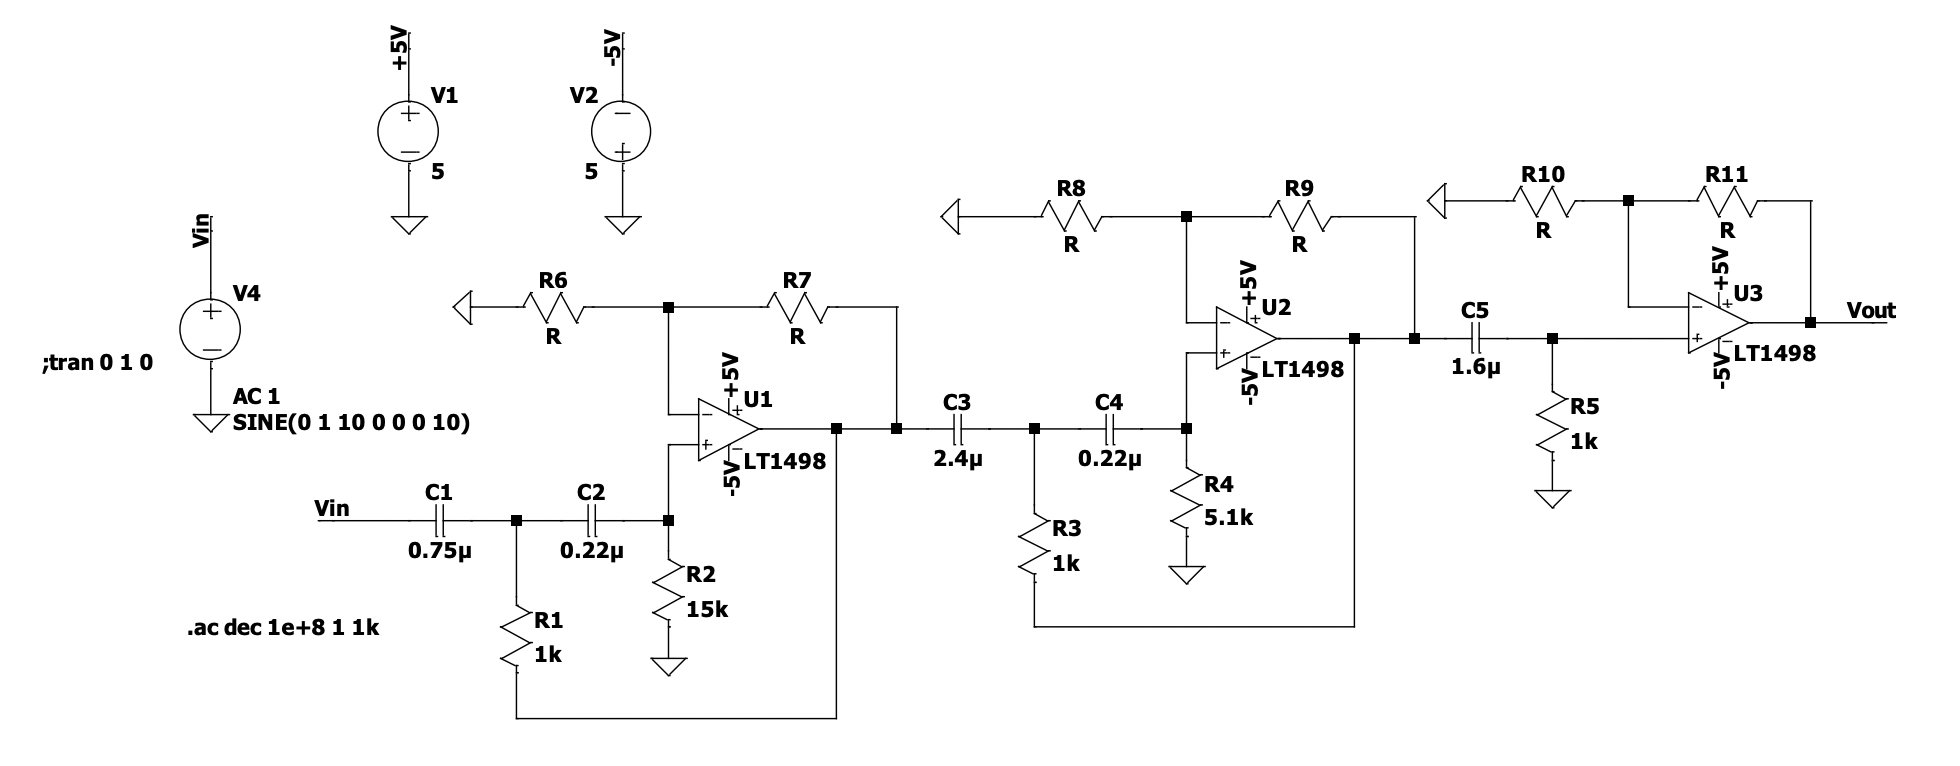 +5V
V1
5
-5V
V2
5
Vin
V4
AC 1
SINE(0 1 10 0 0 0 10)
;tran 0 1 0
.ac dec 1e+8 1 1k
Vin
C1
0.75µ
C2
0.22µ
R1
1k
R2
15k
R6
R
R7
R
+5V
U1
LT1498
-5V
C3
2.4µ
C4
0.22µ
R3
1k
R4
5.1k
R8
R
R9
R
+5V
U2
LT1498
-5V
C5
1.6µ
R5
1k
R10
R
R11
R
+5V
U3
LT1498
-5V
Vout